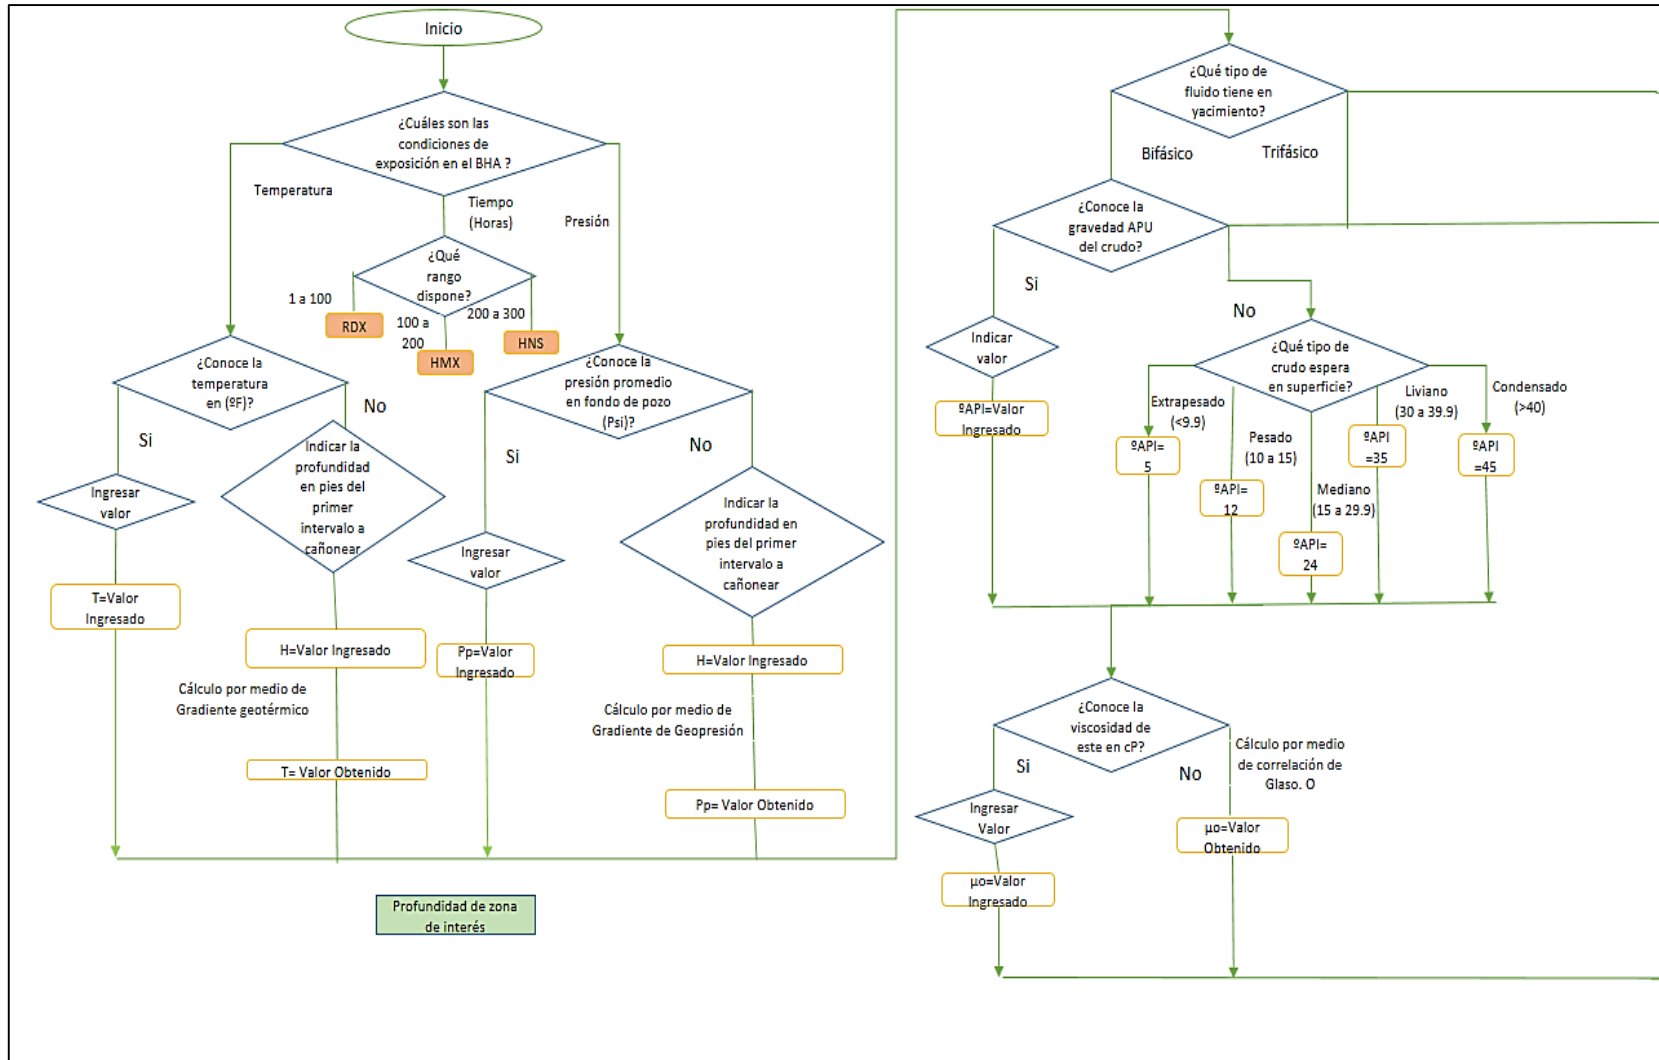 Inicio
¿Cuáles son las
condiciones de
exposición en el BHA ?
Temperatura
Tiempo
(Horas)
Presión
¿Qué
rango
dispone?
1 a 100
RDX
100 a
200
HMX
200 a 300
HNS
¿Conoce la
temperatura
en (ºF)?
Si
No
Ingresar
valor
T=Valor
Ingresado
Indicar la
profundidad
en pies del
primer
intervalo a
cañonear
H=Valor Ingresado
Cálculo por medio de
Gradiente geotérmico
T= Valor Obtenido
¿Conoce la
presión promedio
en fondo de pozo
(Psi)?
Si
No
Ingresar
valor
Pp=Valor
Ingresado
Indicar la
profundidad en
pies del primer
intervalo a
cañonear
H=Valor Ingresado
Cálculo por medio de
Gradiente de Geopresión
Pp= Valor Obtenido
Profundidad de zona
de interés
¿Qué tipo de
fluido tiene en
yacimiento?
Bifásico
Trifásico
¿Conoce la
gravedad APU
del crudo?
Si
No
Indicar
valor
ºAPI=Valor
Ingresado
¿Qué tipo de
crudo espera
en superficie?
Extrapesado
(<9.9)
ºAPI=
5
Pesado
(10 a 15)
ºAPI=
12
Mediano
(15 a 29.9)
ºAPI=
24
Liviano
(30 a 39.9)
ºAPI
=35
Condensado
(>40)
ºAPI
=45
¿Conoce la
viscosidad de
este en cP?
Si
No
Ingresar
Valor
µo=Valor
Ingresado
Cálculo por medio
de correlación de
Glaso. O
µo=Valor
Obtenido